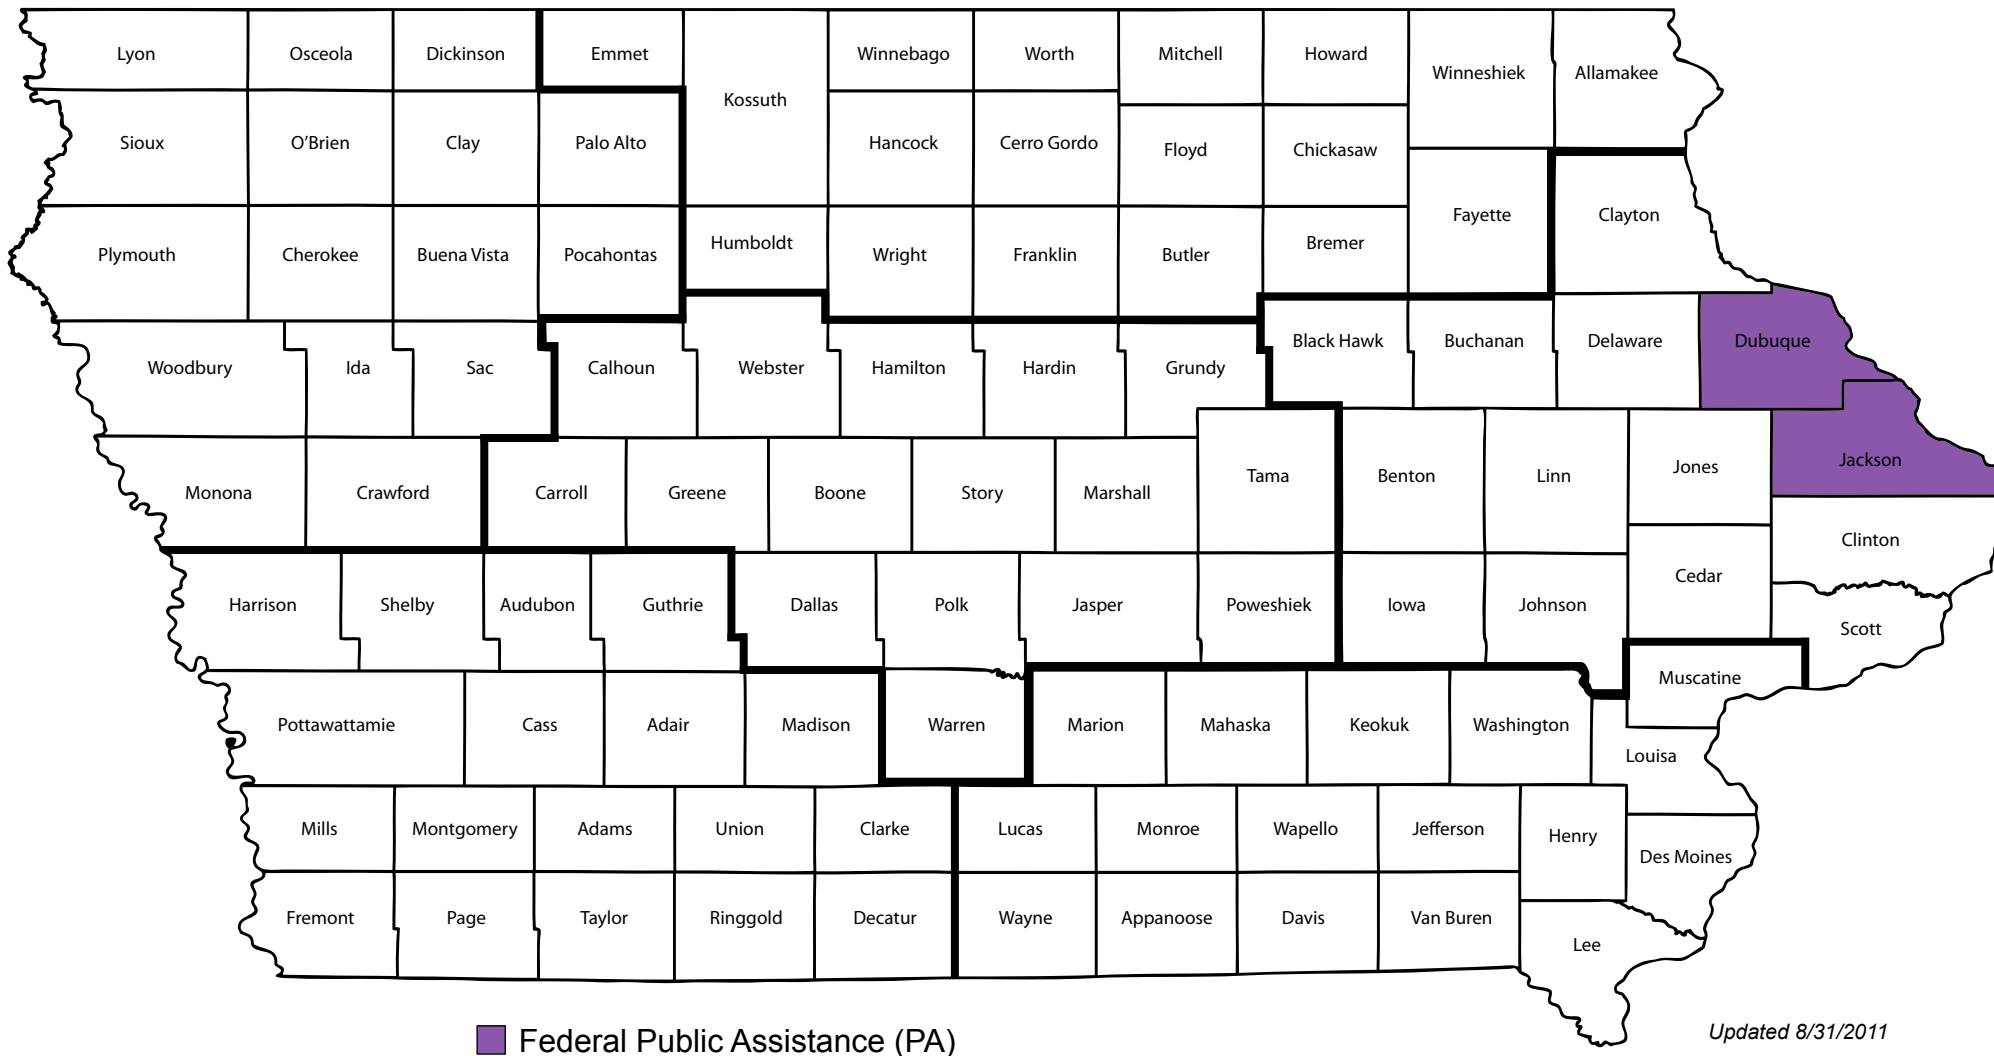 Lyon
Osceola
Dickinson
Emmet
Kossuth
Winnebago
Worth
Mitchell
Howard
Winneshiek
Allamakee
Sioux
O'Brien
Clay
Palo Alto
Hancock
Cerro Gordo
Floyd
Chickasaw
Fayette
Clayton
Plymouth
Cherokee
Buena Vista
Pocahontas
Humboldt
Wright
Franklin
Butler
Bremer
Woodbury
Ida
Sac
Calhoun
Webster
Hamilton
Hardin
Grundy
Black Hawk
Buchanan
Delaware
Dubuque
Monona
Crawford
Carroll
Greene
Boone
Story
Marshall
Tama
Benton
Linn
Jones
Jackson
Clinton
Cedar
Harrison
Shelby
Audubon
Guthrie
Dallas
Polk
Jasper
Poweshiek
Iowa
Johnson
Scott
Muscatine
Pottawattamie
Cass
Adair
Madison
Warren
Marion
Mahaska
Keokuk
Washington
Louisa
Mills
Montgomery
Adams
Union
Clarke
Lucas
Monroe
Wapello
Jefferson
Henry
Des Moines
Fremont
Page
Taylor
Ringgold
Decatur
Wayne
Appanoose
Davis
Van Buren
Lee
Federal Public Assistance (PA)
Updated 8/31/2011